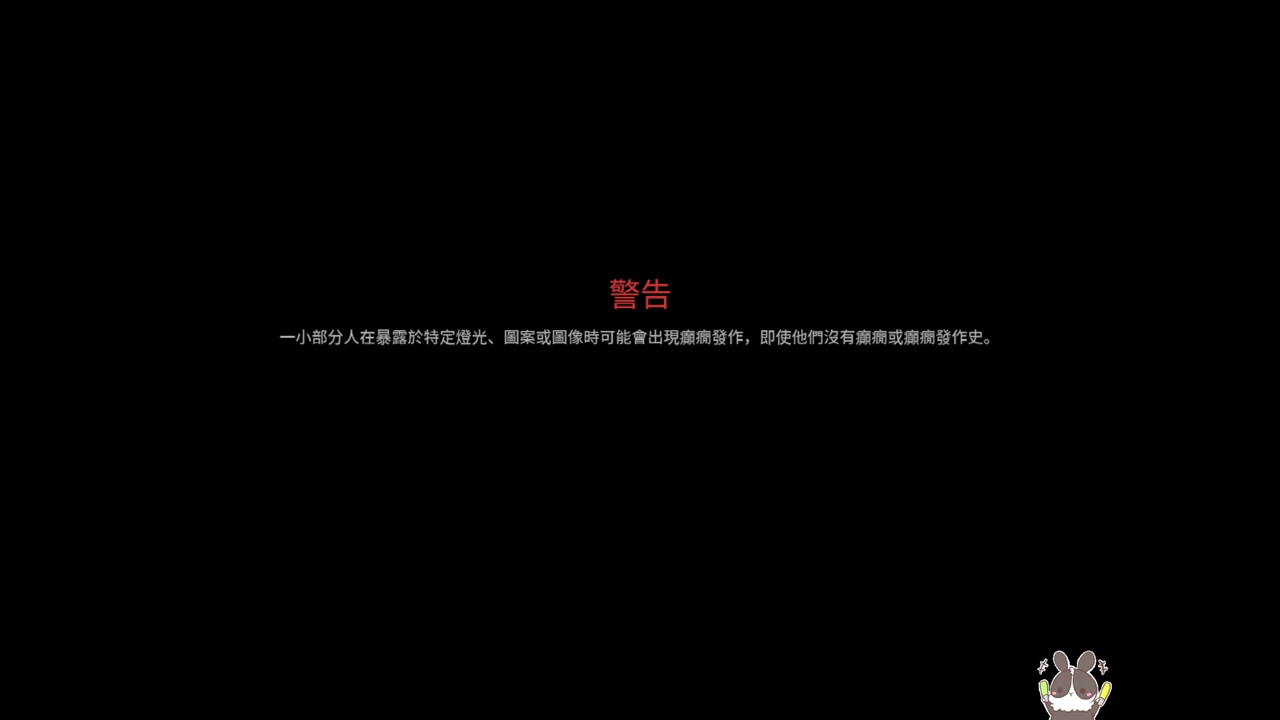 警告
一小部分人在暴露於特定燈光、圖案或圖像時可能會出現癲癇發作，即使他們沒有癲癇或癲癇發作史。